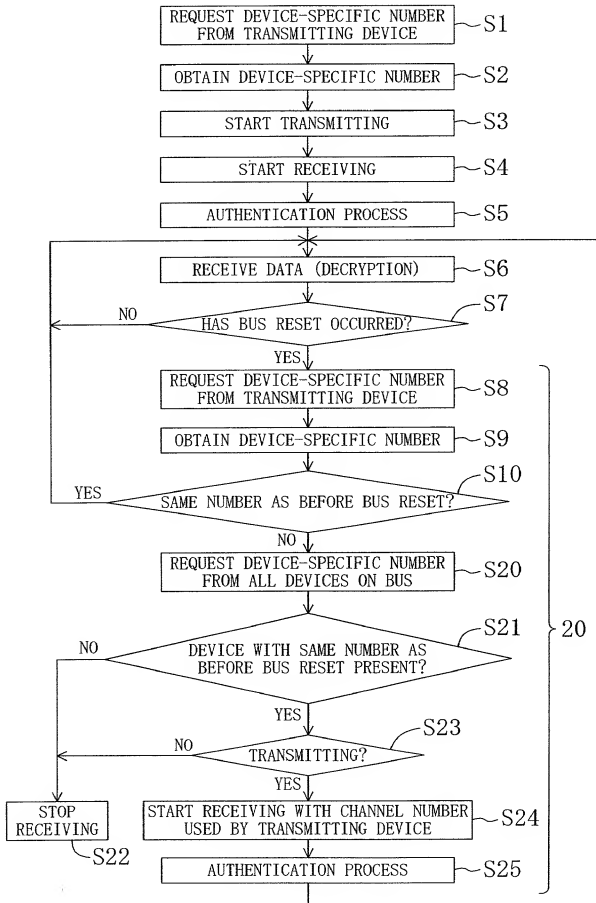 REQUEST DEVICE-SPECIFIC NUMBER
FROM TRANSMITTING DEVICE
S1
OBTAIN DEVICE-SPECIFIC NUMBER
S2
START TRANSMITTING
S3
START RECEIVING
S4
AUTHENTICATION PROCESS
S5
RECEIVE DATA (DECRYPTION)
S6
HAS BUS RESET OCCURRED?
S7
NO
YES
REQUEST DEVICE-SPECIFIC NUMBER
FROM TRANSMITTING DEVICE
S8
OBTAIN DEVICE-SPECIFIC NUMBER
S9
SAME NUMBER AS BEFORE BUS RESET?
S10
YES
NO
REQUEST DEVICE-SPECIFIC NUMBER
FROM ALL DEVICES ON BUS
S20
DEVICE WITH SAME NUMBER AS
BEFORE BUS RESET PRESENT?
S21
20
NO
YES
TRANSMITTING?
S23
NO
YES
STOP
RECEIVING
S22
START RECEIVING WITH CHANNEL NUMBER
USED BY TRANSMITTING DEVICE
S24
AUTHENTICATION PROCESS
S25